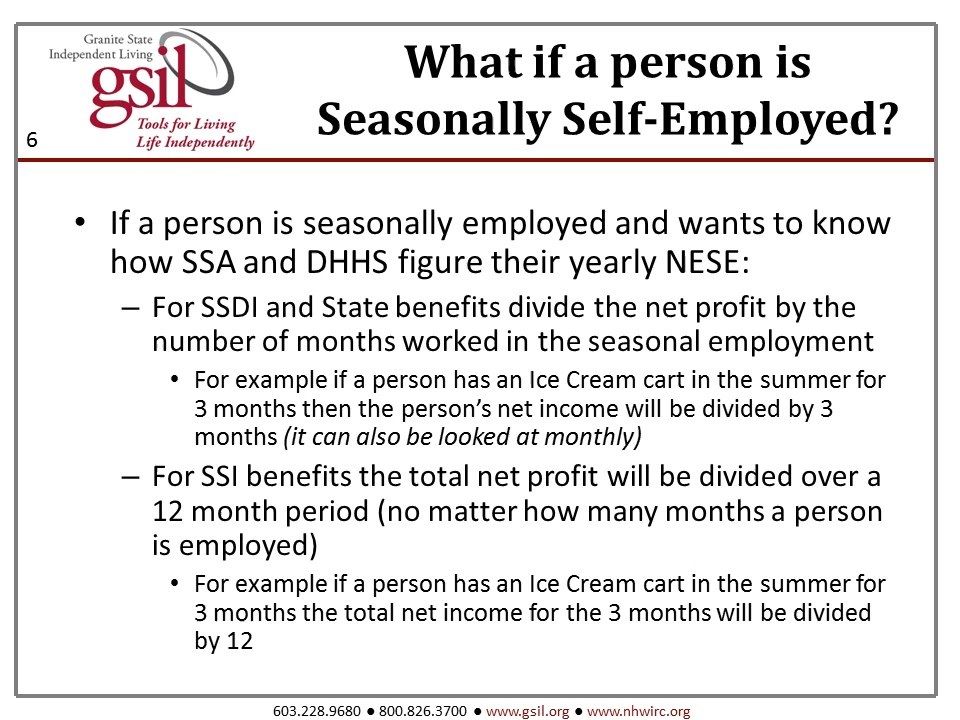 Granite State
Independent Living
gsil
Tools for Living
Life Independently
6
What if a person is
Seasonally Self-Employed?
• If a person is seasonally employed and wants to know
how SSA and DHHS figure their yearly NESE:
– For SSDI and State benefits divide the net profit by the
number of months worked in the seasonal employment
• For example if a person has an Ice Cream cart in the summer for
3 months then the person’s net income will be divided by 3
months (it can also be looked at monthly)
– For SSI benefits the total net profit will be divided over a
12 month period (no matter how many months a person
is employed)
• For example if a person has an Ice Cream cart in the summer for
3 months the total net income for the 3 months will be divided
by 12
603.228.9680 ● 800.826.3700 ● www.gsil.org ● www.nhwirc.org